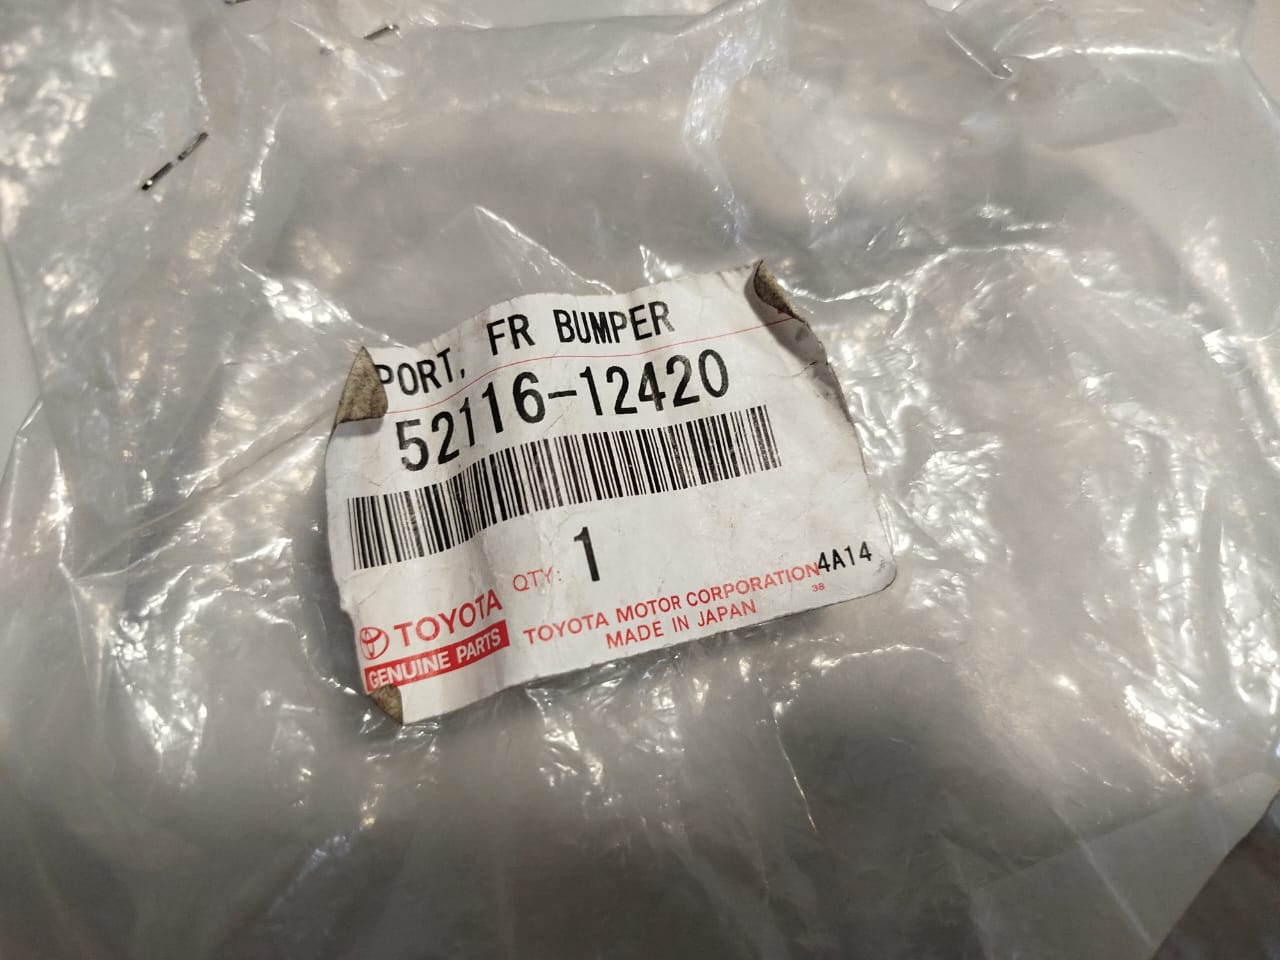 PORT, FR BUMPER
52116-12420
QTY: 1
4A14
TOYOTA
GENUINE PARTS
TOYOTA MOTOR CORPORATION
38
MADE IN JAPAN